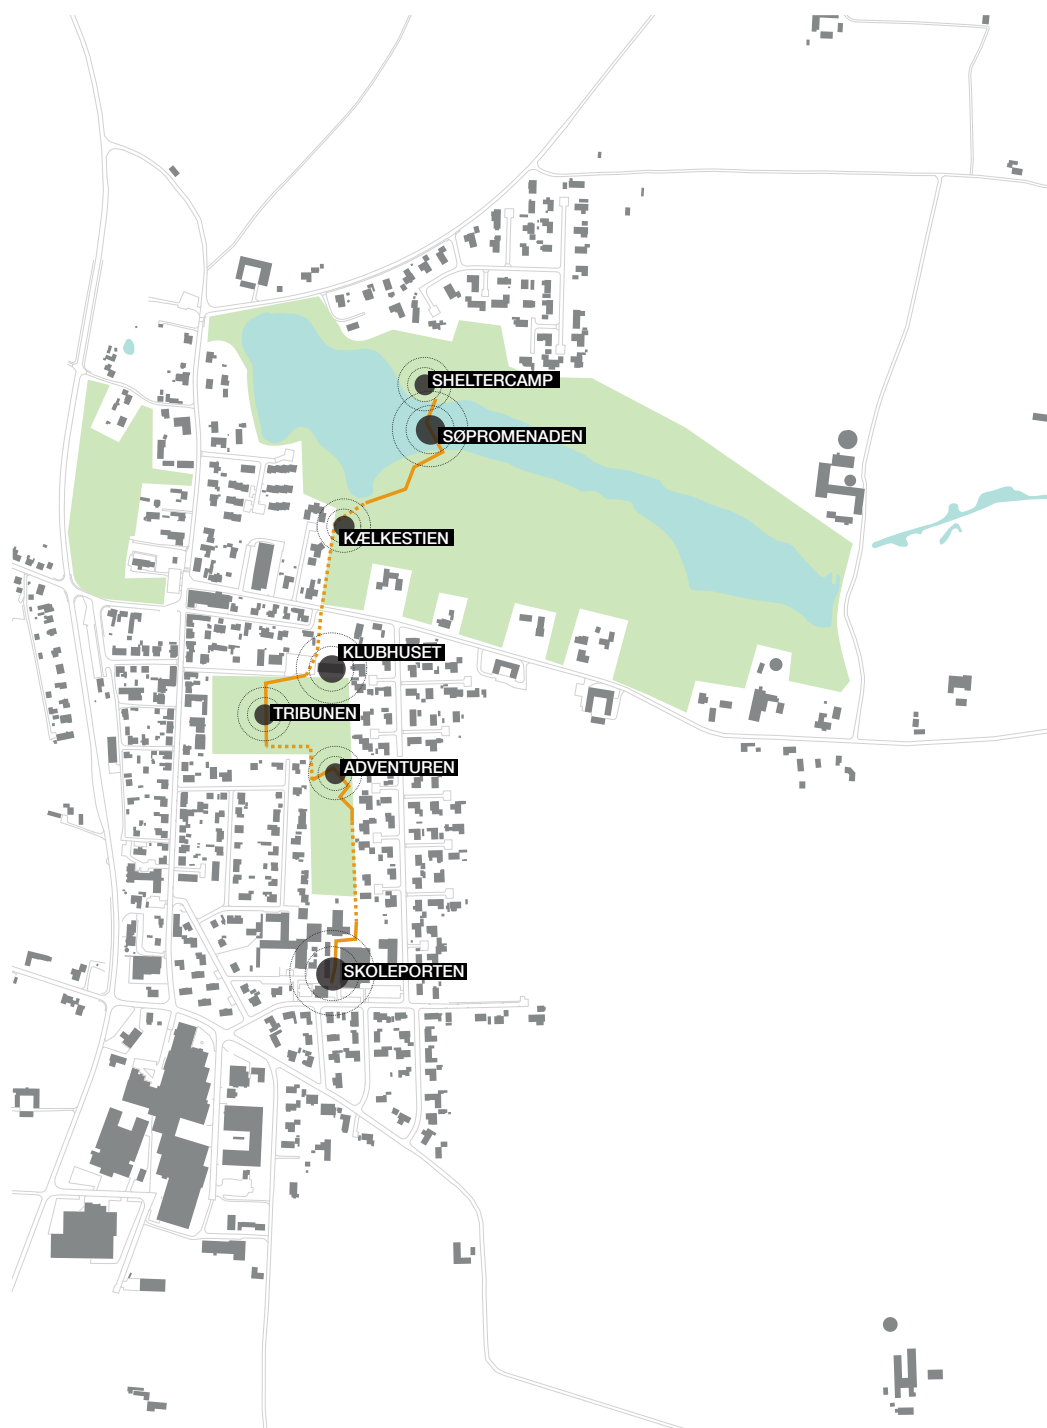 SHELTERCAMP
SØPROMENADEN
KÆLKESTIEN
KLUBHUSET
TRIBUNEN
ADVENTUREN
SKOLEPORTEN